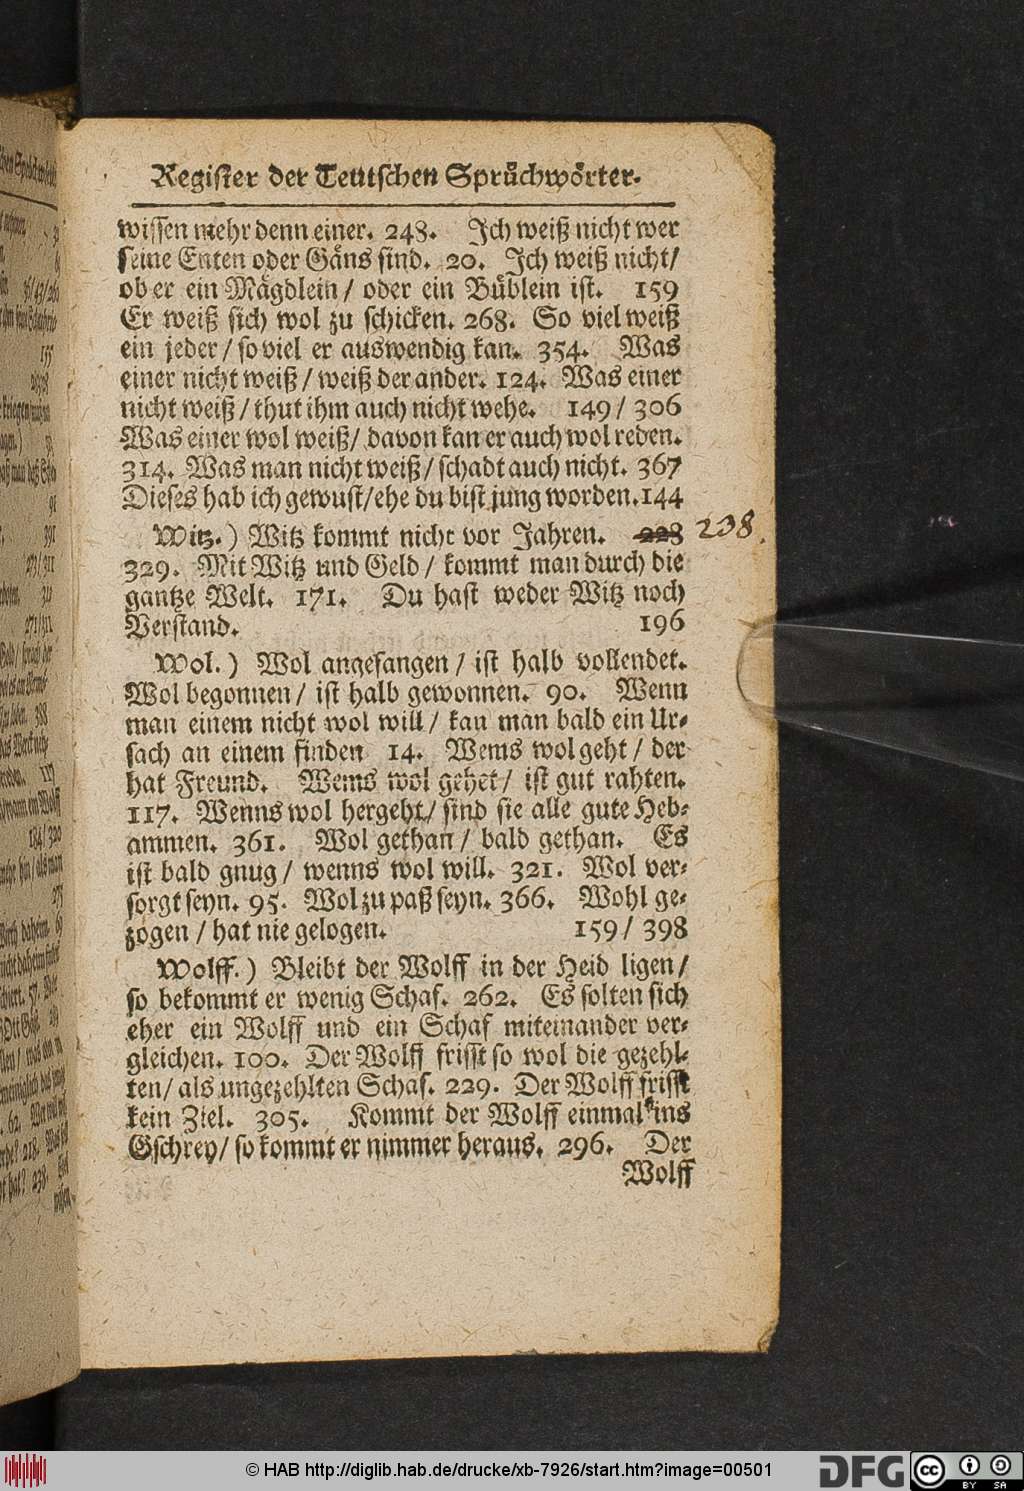 Register der Teutschen Sprůchwörter.
wissen mehr denn einer. 248. Ich weiß nicht wer
seine Enten oder Gåns sind. 20. Ich weiß nicht/
ob er ein Mågdlein/ oder ein Bůblein ist. 159
Er weiß sich wol zu schicken. 268. So viel weiß
ein jeder/ so viel er auswendig kan. 354. Was
einer nicht weiß/ weiß der ander. 124. Was einer
nicht weiß/ thut ihm auch nicht wehe. 149/ 306
Was einer wol weiß/ davon kan er auch wol reden.
314. Was man nicht weiß/ schadt auch nicht. 367
Dieses hab ich gewust/ ehe du bist jung worden. 144
Witz.) Witz kommt nicht vor Jahren. 228 238.
329. Mit Witz und Geld/ kommt man durch die
gantze Welt. 171. Du hast weder Witz noch
Verstand. 196
Wol.) Wol angefangen/ ist halb vollendet.
Wol begonnen/ ist halb gewonnen. 90. Wenn
man einem nicht wol will/ kan man bald ein Ur-
sach an einem finden 14. Wems wol geht/ der
hat Freund. Wems wol gehet/ ist gut rahten.
117. Wenns wol hergeht/ sind sie alle gute Heb-
ammen. 361. Wol gethan/ bald gethan. Es
ist bald gnug/ wenns wol will. 321. Wol ver-
sorgt seyn. 95. Wol zu paß seyn. 366. Wohl ge-
zogen/ hat nie gelogen. 159/ 398
Wolff.) Bleibt der Wolff in der Heid ligen/
so bekommt er wenig Schaf. 262. Es solten sich
eher ein Wolff und ein Schaf miteinander ver-
gleichen. 100. Der Wolff frisst so wol die gezehl-
ten/ als ungezehlten Schaf. 229. Der Wolff frisst
kein Ziel. 305. Kommt der Wolff einmal ins
Gschrey/ so kommt er nimmer heraus. 296. Der
Wolff
© HAB http://diglib.hab.de/drucke/xb-7926/start.htm?image=00501
DFG
cc BY SA